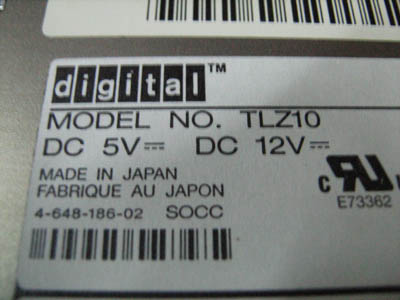 digital™
MODEL NO. TLZ10
DC 5V⎓ DC 12V⎓
MADE IN JAPAN
FABRIQUE AU JAPON
4-648-186-02 SOCC
c RU
E73362